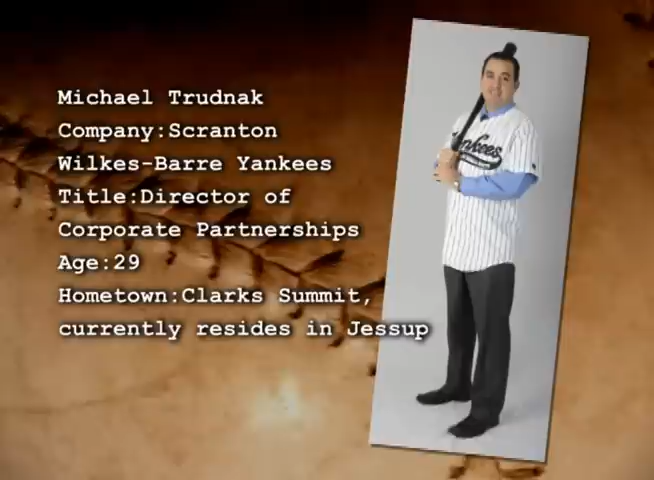 Michael Trudnak
Company:Scranton
Wilkes-Barre Yankees
Title:Director of
Corporate Partnerships
Age:29
Hometown:Clarks Summit,
currently resides in Jessup
Yankees